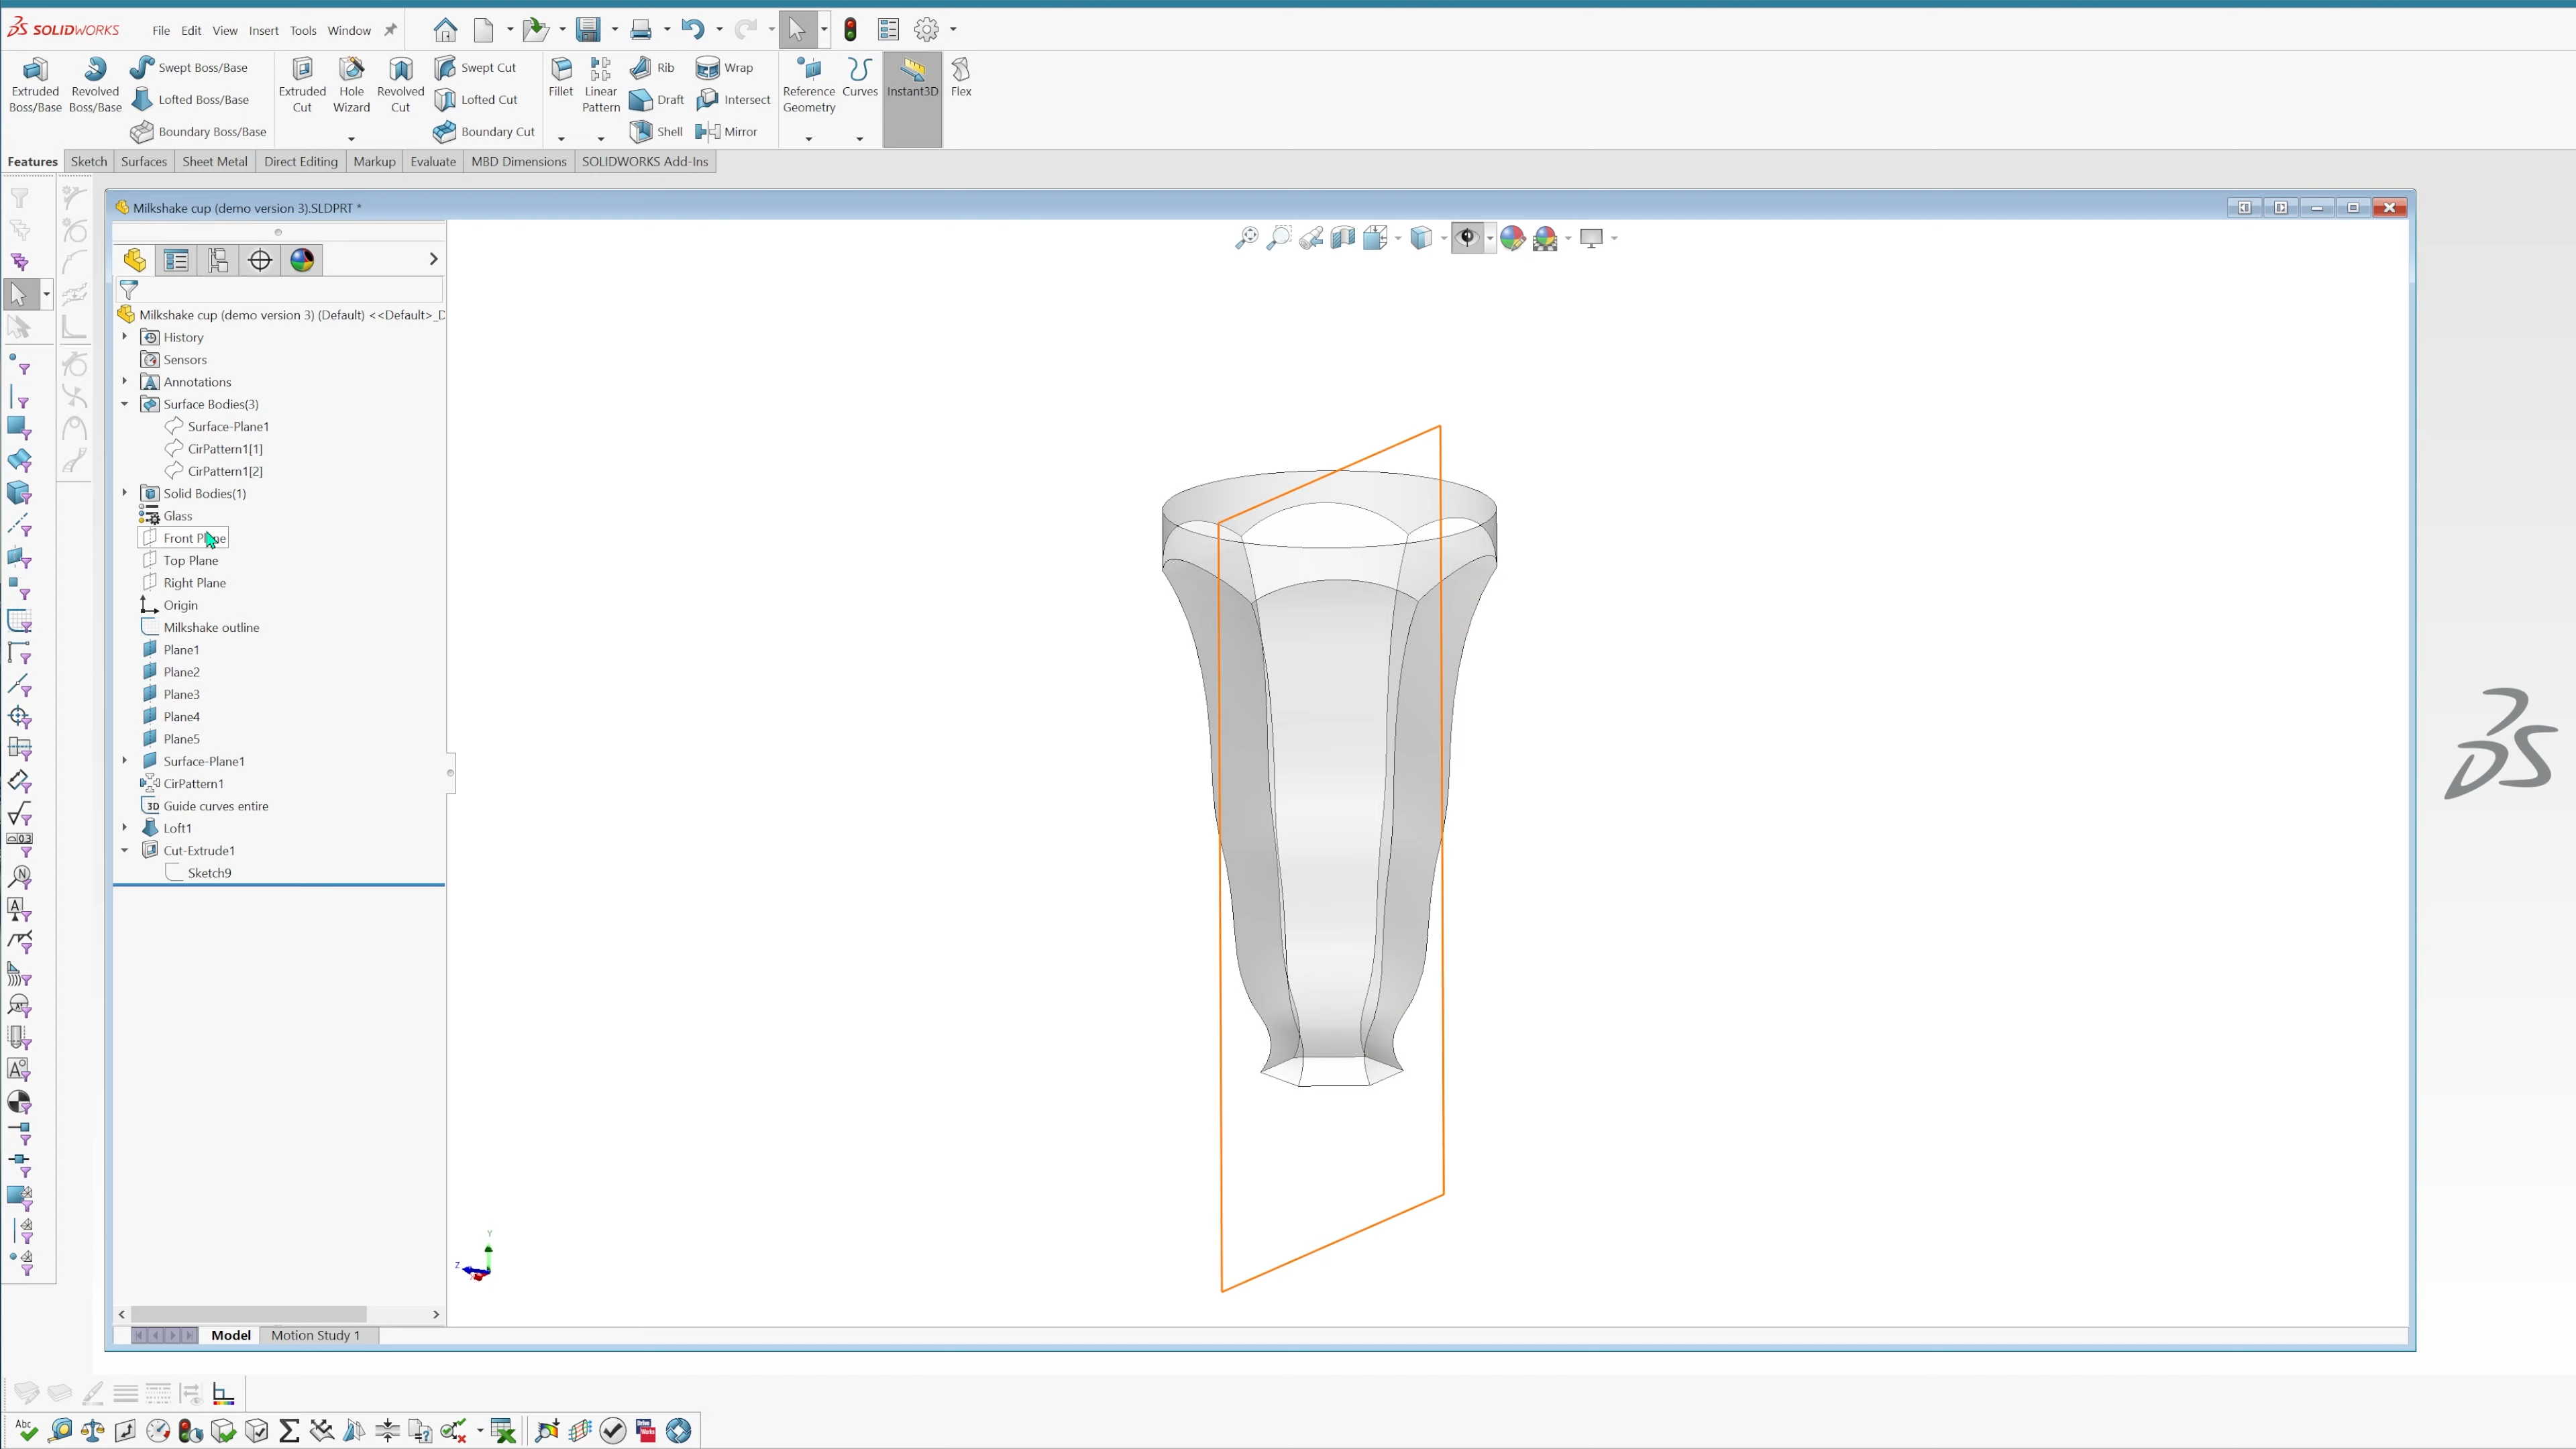 SOLIDWORKS File Edit View Insert Tools Window
Extruded Boss/Base
Revolved Boss/Base
Swept Boss/Base
Lofted Boss/Base
Boundary Boss/Base
Extruded Cut
Hole Wizard
Revolved Cut
Swept Cut
Lofted Cut
Boundary Cut
Fillet
Linear Pattern
Rib
Draft
Shell
Wrap
Intersect
Mirror
Reference Geometry
Curves
Instant3D
Flex
Features Sketch Surfaces Sheet Metal Direct Editing Markup Evaluate MBD Dimensions SOLIDWORKS Add-Ins
Milkshake cup (demo version 3).SLDPRT *
Milkshake cup (demo version 3) (Default) <<Default>_D
History
Sensors
Annotations
Surface Bodies(3)
Surface-Plane1
CirPattern1[1]
CirPattern1[2]
Solid Bodies(1)
Glass
Front Plane
Top Plane
Right Plane
Origin
Milkshake outline
Plane1
Plane2
Plane3
Plane4
Plane5
Surface-Plane1
CirPattern1
3D Guide curves entire
Loft1
Cut-Extrude1
Sketch9
Y
Z
Model Motion Study 1
Abc